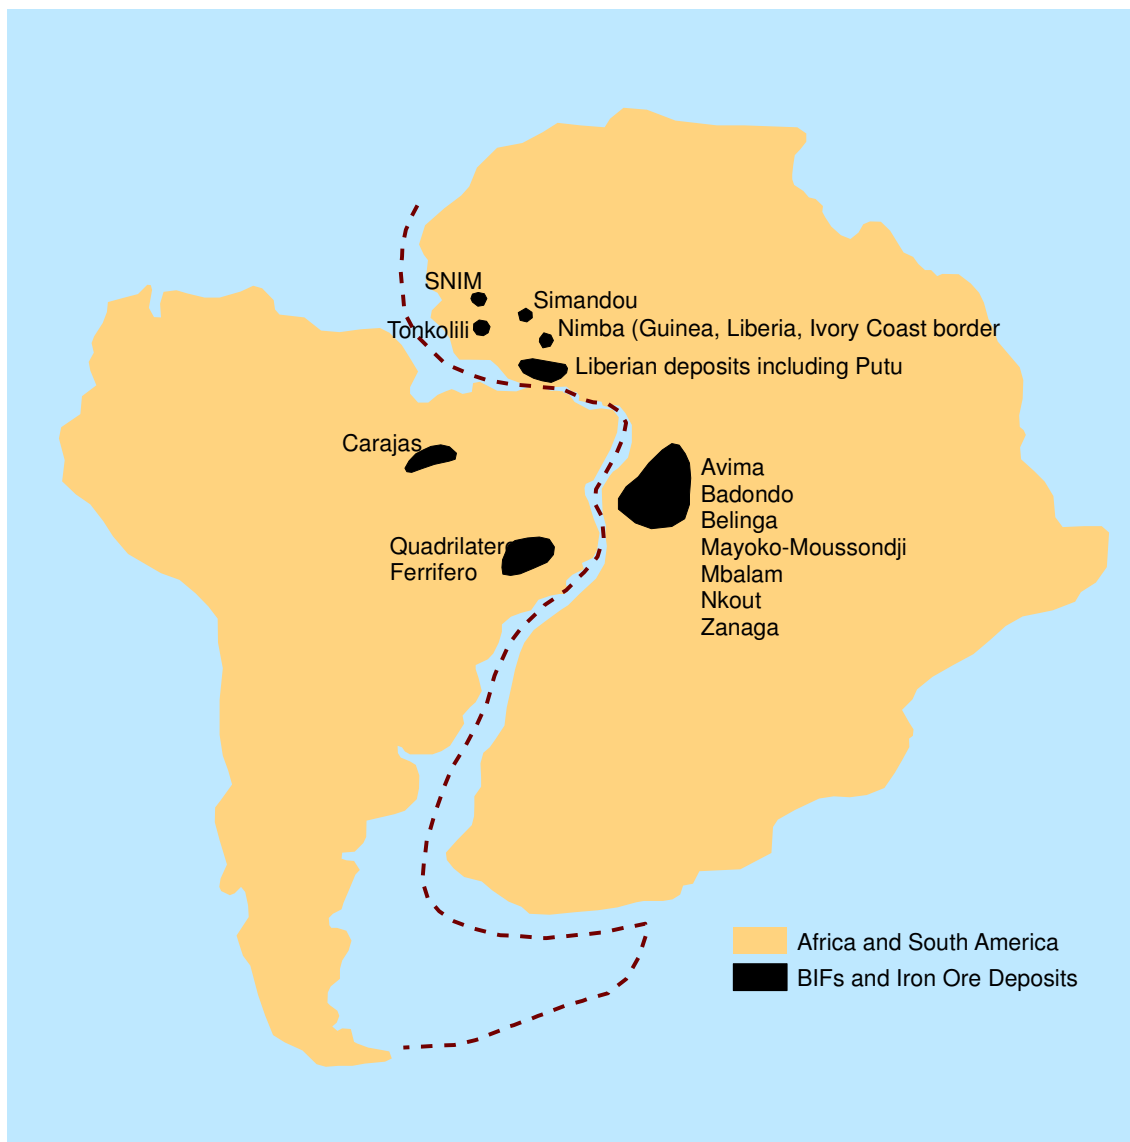 SNIM
Simandou
Tonkolili
Nimba (Guinea, Liberia, Ivory Coast border
Liberian deposits including Putu
Carajas
Avima
Badondo
Belinga
Mayoko-Moussondji
Mbalam
Nkout
Zanaga
Quadrilatero
Ferrifero
Africa and South America
BIFs and Iron Ore Deposits